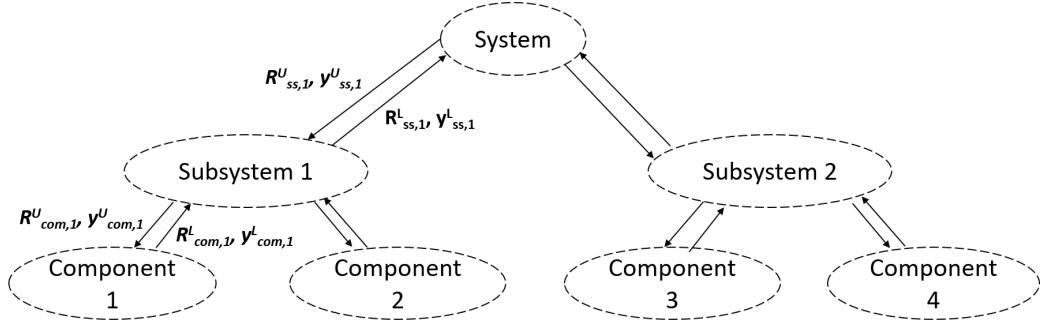 System
R^U_ss,1, y^U_ss,1
R^L_ss,1, y^L_ss,1
Subsystem 1
Subsystem 2
R^U_com,1, y^U_com,1
R^L_com,1, y^L_com,1
Component
1
Component
2
Component
3
Component
4